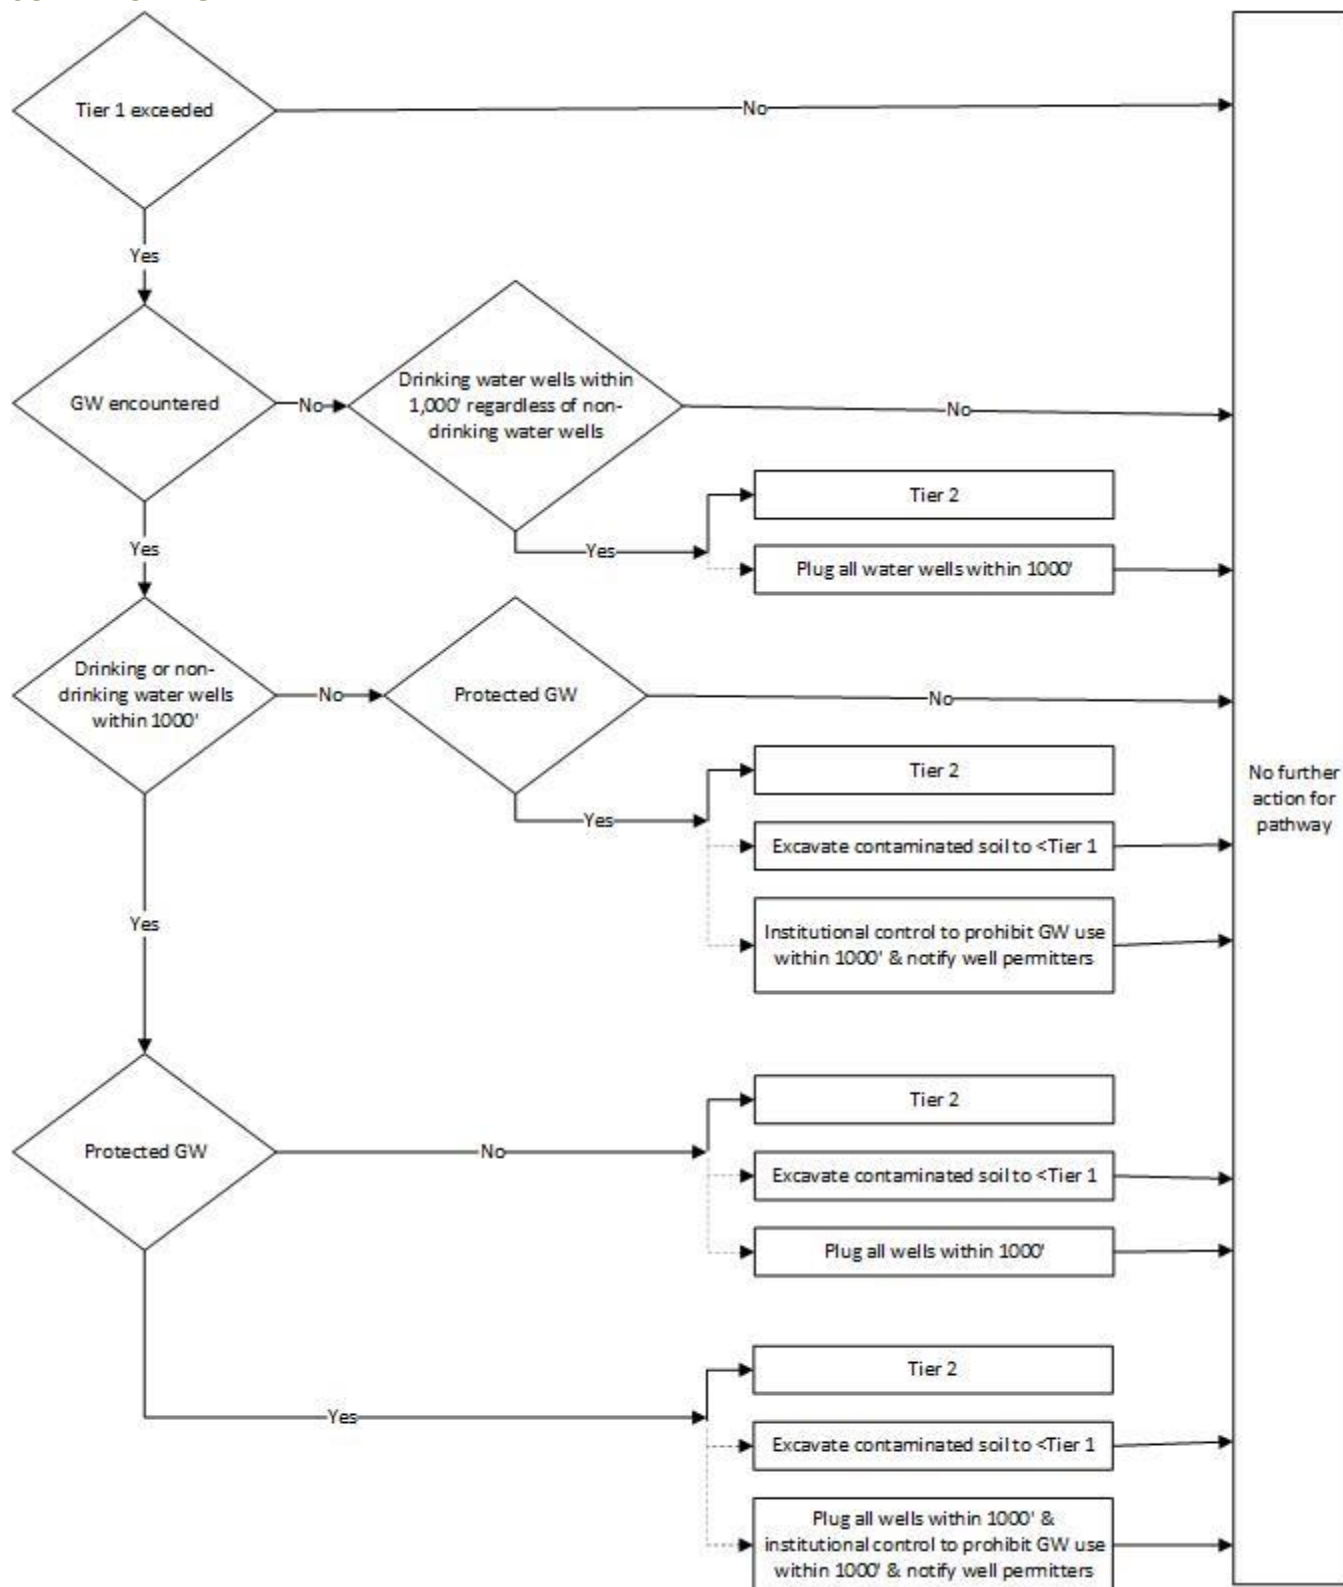 Tier 1 exceeded
No
Yes
GW encountered
No
Drinking water wells within
1,000' regardless of non-
drinking water wells
No
Tier 2
Yes
Yes
Plug all water wells within 1000'
Drinking or non-
drinking water wells
within 1000'
No
Protected GW
No
Tier 2
Yes
Excavate contaminated soil to <Tier 1
Institutional control to prohibit GW use
within 1000' & notify well permitters
No further
action for
pathway
Yes
Tier 2
Protected GW
No
Excavate contaminated soil to <Tier 1
Plug all wells within 1000'
Tier 2
Yes
Excavate contaminated soil to <Tier 1
Plug all wells within 1000' &
institutional control to prohibit GW use
within 1000' & notify well permitters